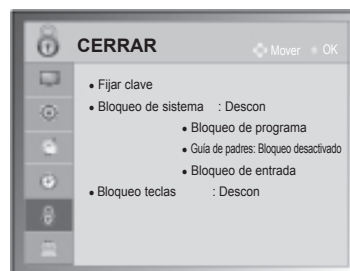 CERRAR
Mover OK
• Fijar clave
• Bloqueo de sistema : Descon
• Bloqueo de programa
• Guía de padres: Bloqueo desactivado
• Bloqueo de entrada
• Bloqueo teclas : Descon